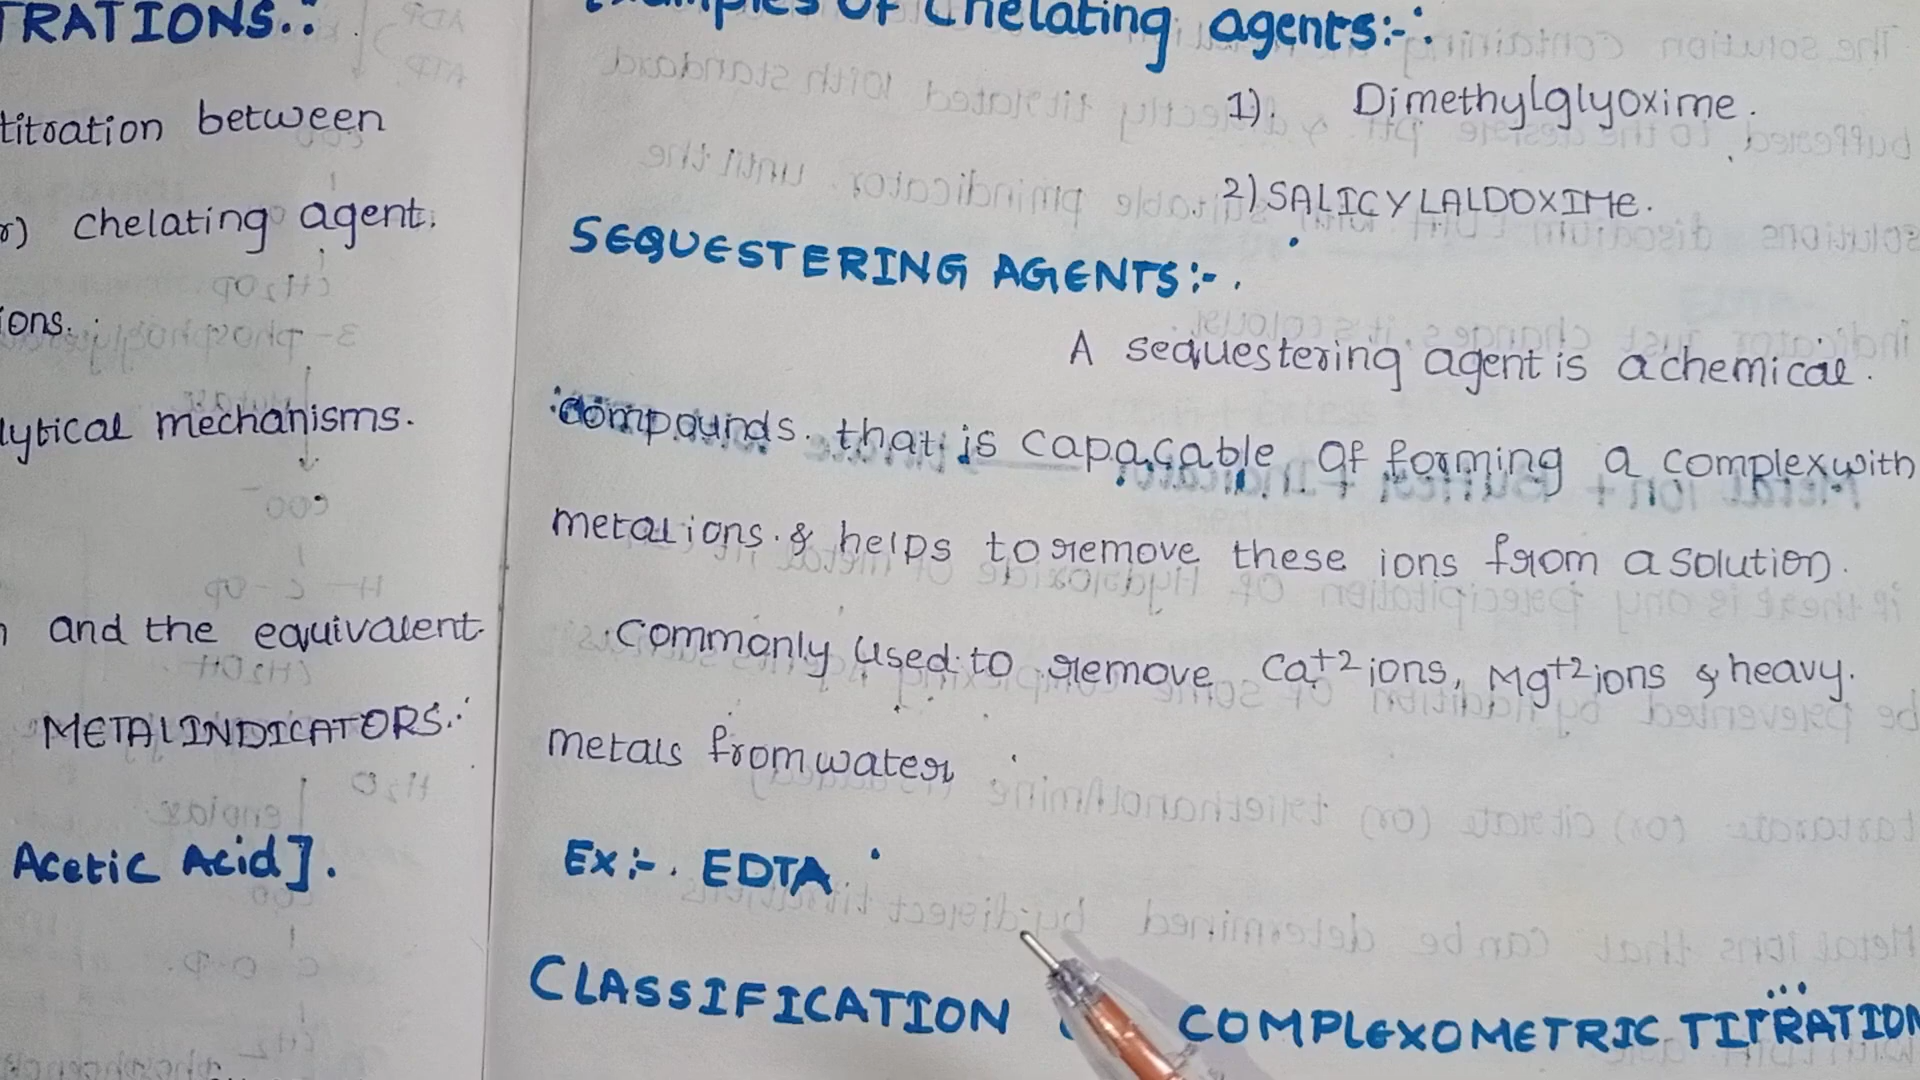 TRATIONS.:
titration between
r) chelating agent.
ions.
lytical mechanisms.
and the equivalent
METAL INDICATORS.
Acetic Acid].
Examples of Chelating agents:-
1). Dimethylglyoxime.
2) SALICYLALDOXIME.
SEQUESTERING AGENTS:-.
A sequestering agent is a chemical.
compounds. that is capacable of forming a complex with
metal ions. & helps to remove these ions from a solution.
Commonly used to remove Ca+2 ions, Mg+2 ions & heavy.
metals from water
Ex:-. EDTA
CLASSIFICATION COMPLEXOMETRIC TITRATION